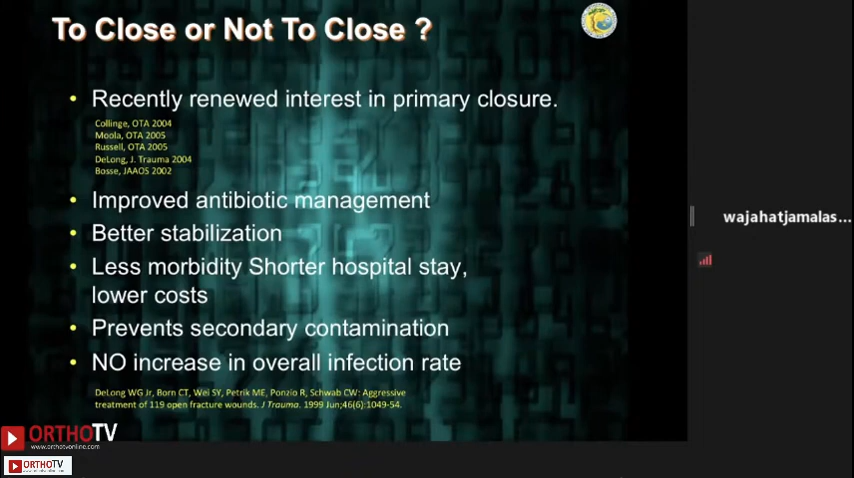 To Close or Not To Close ?
• Recently renewed interest in primary closure.
Collinge, OTA 2004
Moola, OTA 2005
Russell, OTA 2005
DeLong, J. Trauma 2004
Bosse, JAAOS 2002
• Improved antibiotic management
• Better stabilization
• Less morbidity Shorter hospital stay,
lower costs
• Prevents secondary contamination
• NO increase in overall infection rate
DeLong WG Jr, Born CT, Wei SY, Petrik ME, Ponzio R, Schwab CW: Aggressive
treatment of 119 open fracture wounds. J Trauma. 1999 Jun;46(6):1049-54.
wajahatjamalas...
ORTHOTV
www.orthotvonline.com
ORTHOTV